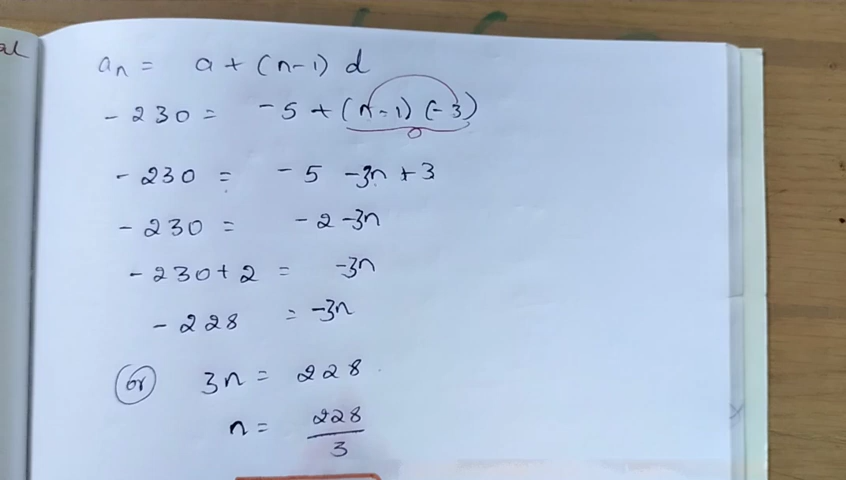 al
an = a + (n-1) d
- 230 = - 5 + (n-1) (-3)
- 230 = - 5 -3n + 3
- 230 = - 2 -3n
- 230 + 2 = -3n
- 228 = -3n
(or) 3n = 228
n = 228
3